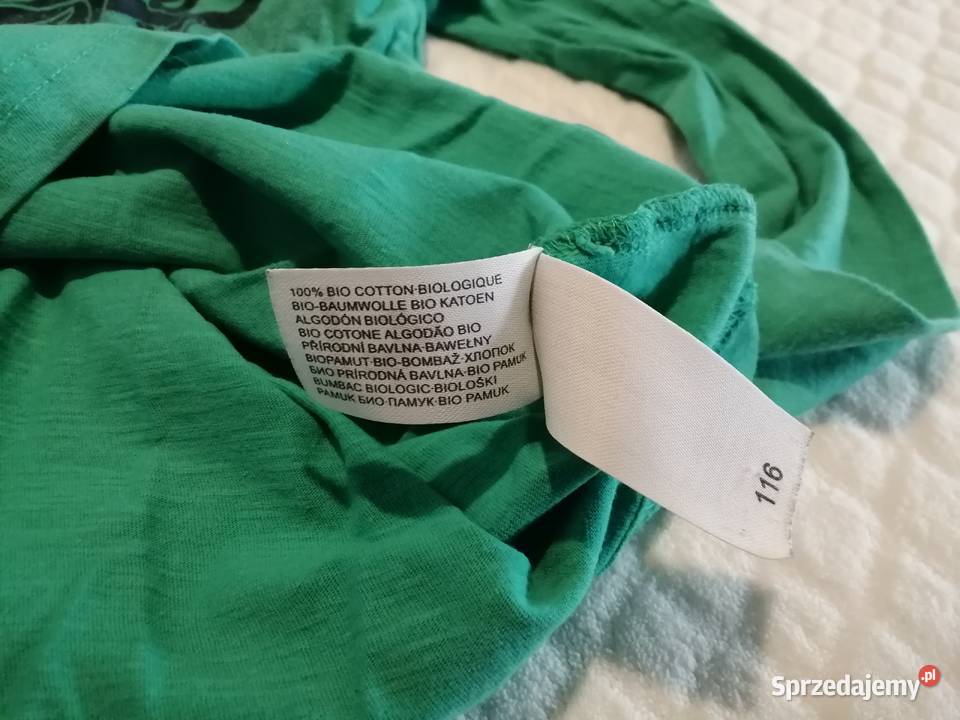 100% BIO COTTON·BIOLOGIQUE
BIO-BAUMWOLLE BIO KATOEN
ALGODÓN BIOLÓGICO
BIO COTONE ALGODÃO BIO
PŘÍRODNÍ BAVLNA·BAWEŁNY
BIOPAMUT·BIO-BOMBAŽ·ХЛОПОК
БИО PRÍRODNÁ BAVLNA·BIO PAMUK
BUMBAC BIOLOGIC·BIOLOŠKI
PAMUK БИО·ПАМУК·BIO PAMUK
116
Sprzedajemy.pl